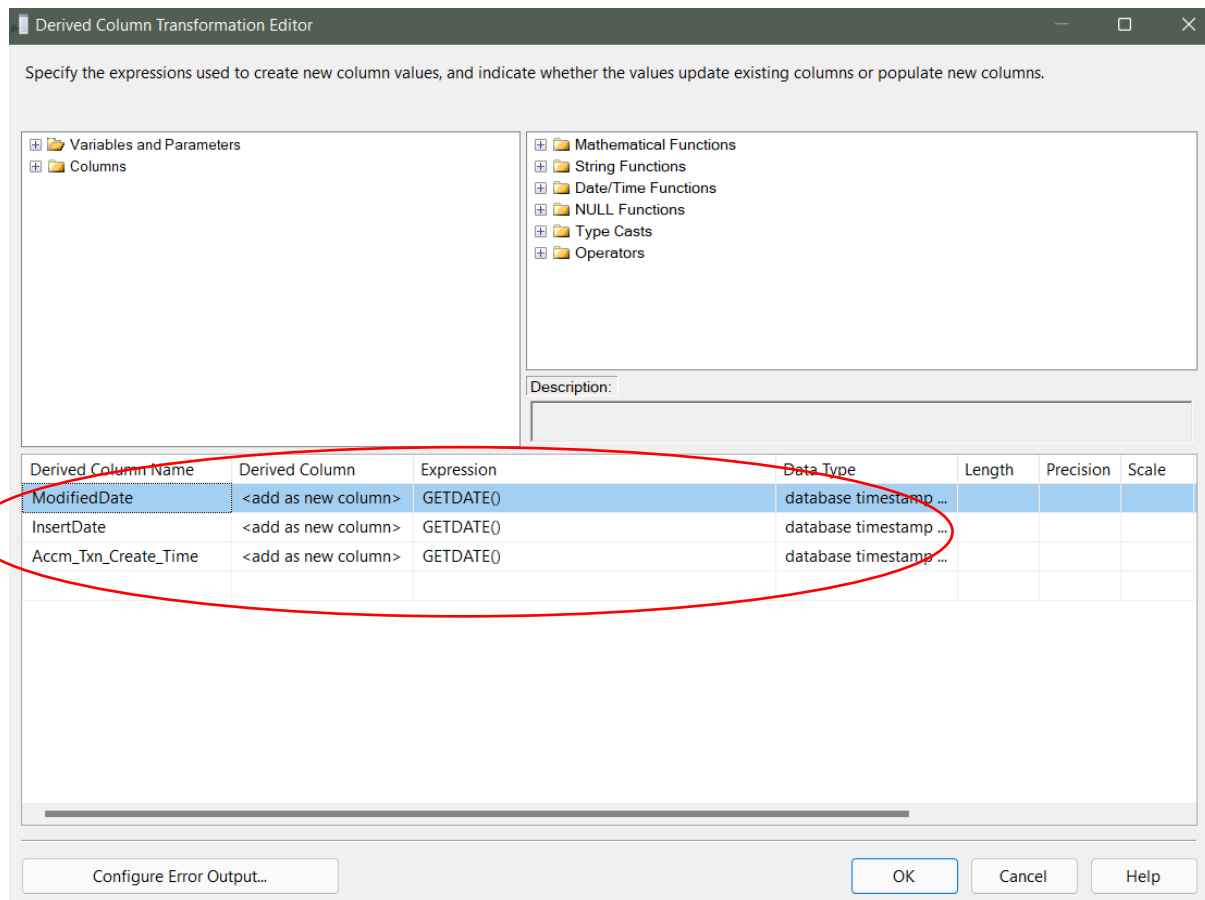 Derived Column Transformation Editor
Specify the expressions used to create new column values, and indicate whether the values update existing columns or populate new columns.
Variables and Parameters
Columns
Mathematical Functions
String Functions
Date/Time Functions
NULL Functions
Type Casts
Operators
Description:
Derived Column Name Derived Column Expression Data Type Length Precision Scale
ModifiedDate <add as new column> GETDATE() database timestamp ...
InsertDate <add as new column> GETDATE() database timestamp ...
Accm_Txn_Create_Time <add as new column> GETDATE() database timestamp ...
Configure Error Output... OK Cancel Help